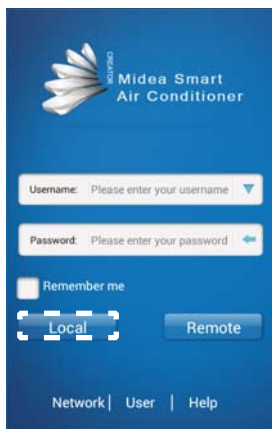 CREATOR
Midea Smart
Air Conditioner
Username: Please enter your username
Password: Please enter your password
Remember me
Local Remote
Network| User | Help